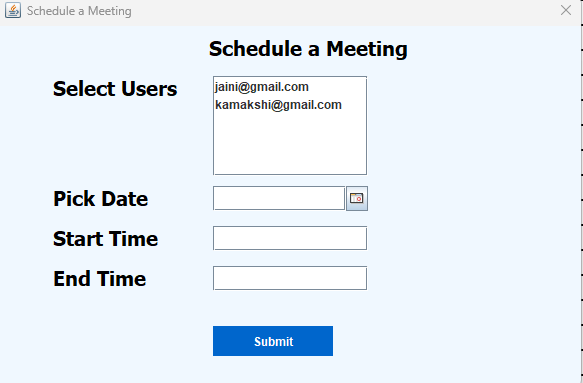 Schedule a Meeting
Schedule a Meeting
Select Users
jaini@gmail.com
kamakshi@gmail.com
Pick Date
Start Time
End Time
Submit